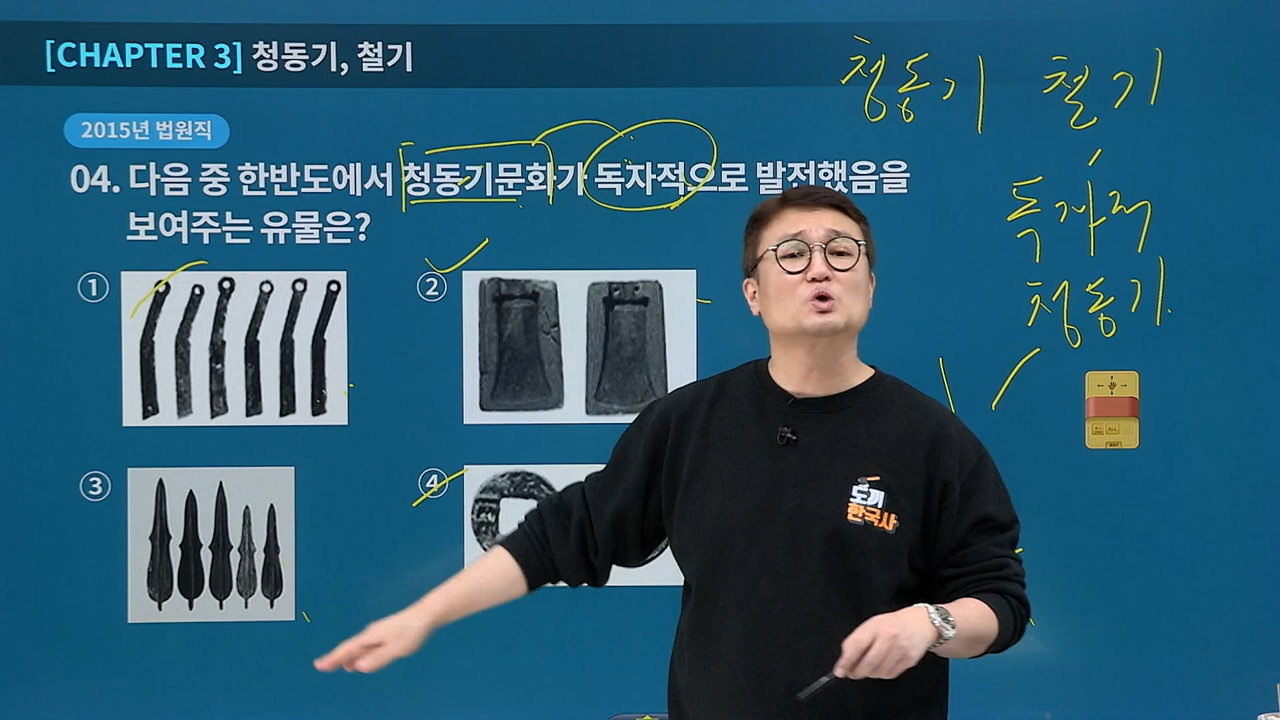 [CHAPTER 3] 청동기, 철기
청동기 철기
2015년 법원직
04. 다음 중 한반도에서 청동기문화가 독자적으로 발전했음을
보여주는 유물은?
독자적
청동기
①
②
③
④
ALL
도끼
한국사